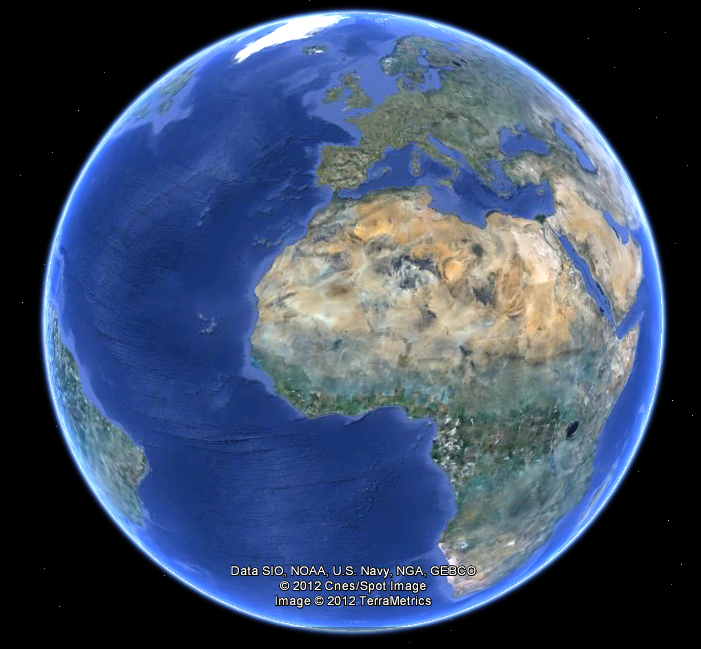 Data SIO, NOAA, U.S. Navy, NGA, GEBCO
© 2012 Cnes/Spot Image
Image © 2012 TerraMetrics